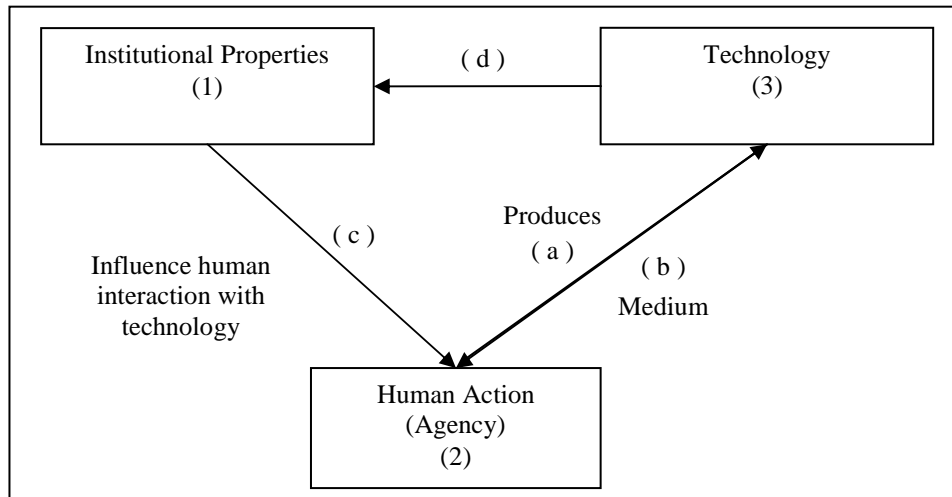 Institutional Properties
(1)
( d )
Technology
(3)
Produces
( a )
( c )
( b )
Influence human
interaction with
technology
Medium
Human Action
(Agency)
(2)